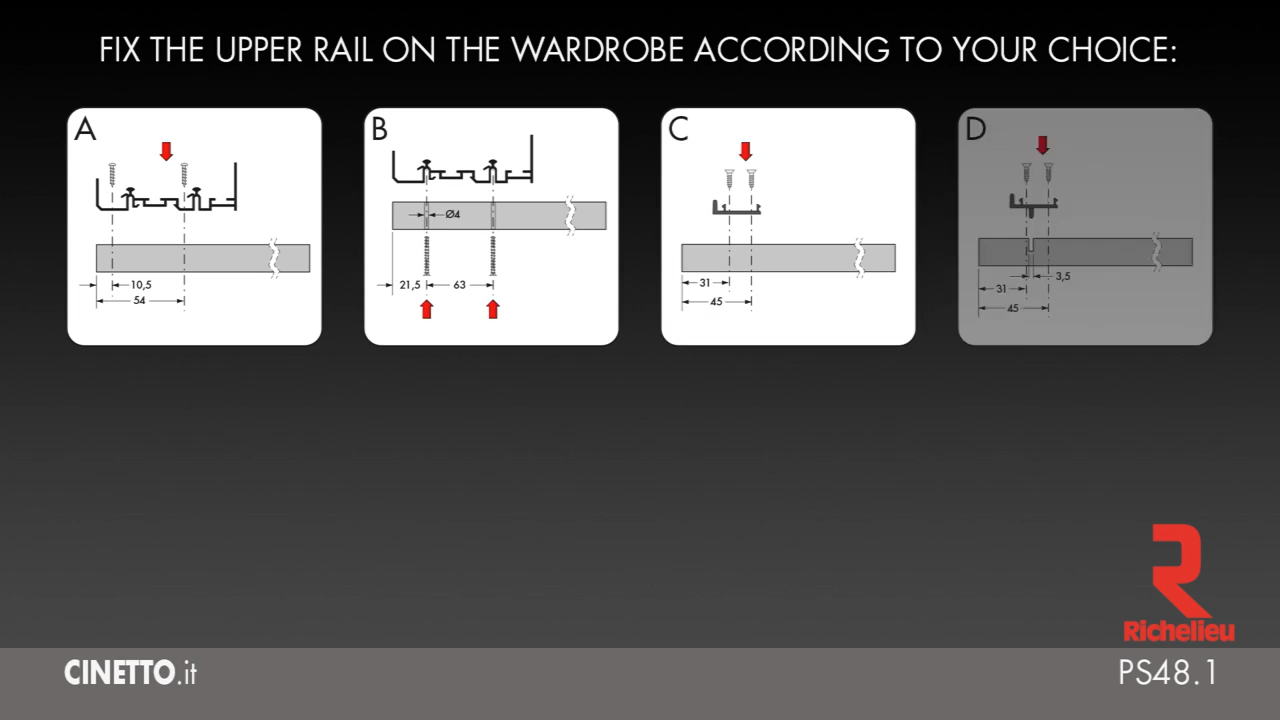 FIX THE UPPER RAIL ON THE WARDROBE ACCORDING TO YOUR CHOICE:
A
10,5
54
B
Ø4
21,5
63
C
31
45
D
3,5
31
45
Richelieu
CINETTO.it
PS48.1